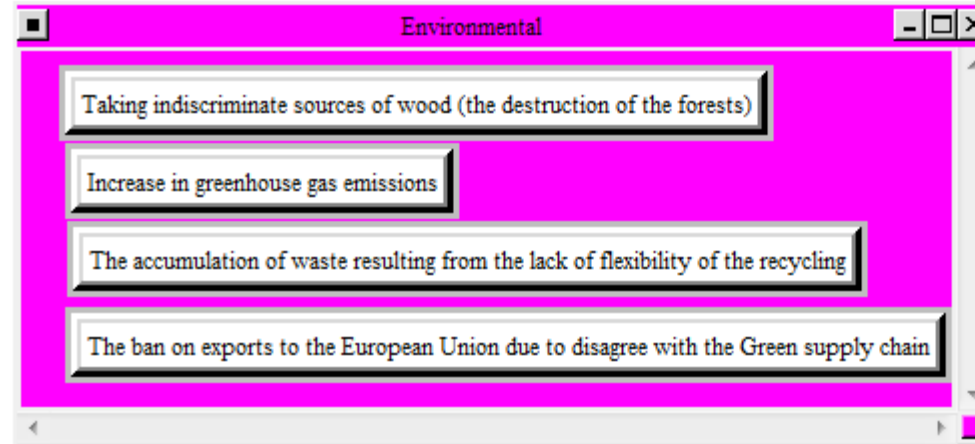 Environmental
Taking indiscriminate sources of wood (the destruction of the forests)
Increase in greenhouse gas emissions
The accumulation of waste resulting from the lack of flexibility of the recycling
The ban on exports to the European Union due to disagree with the Green supply chain